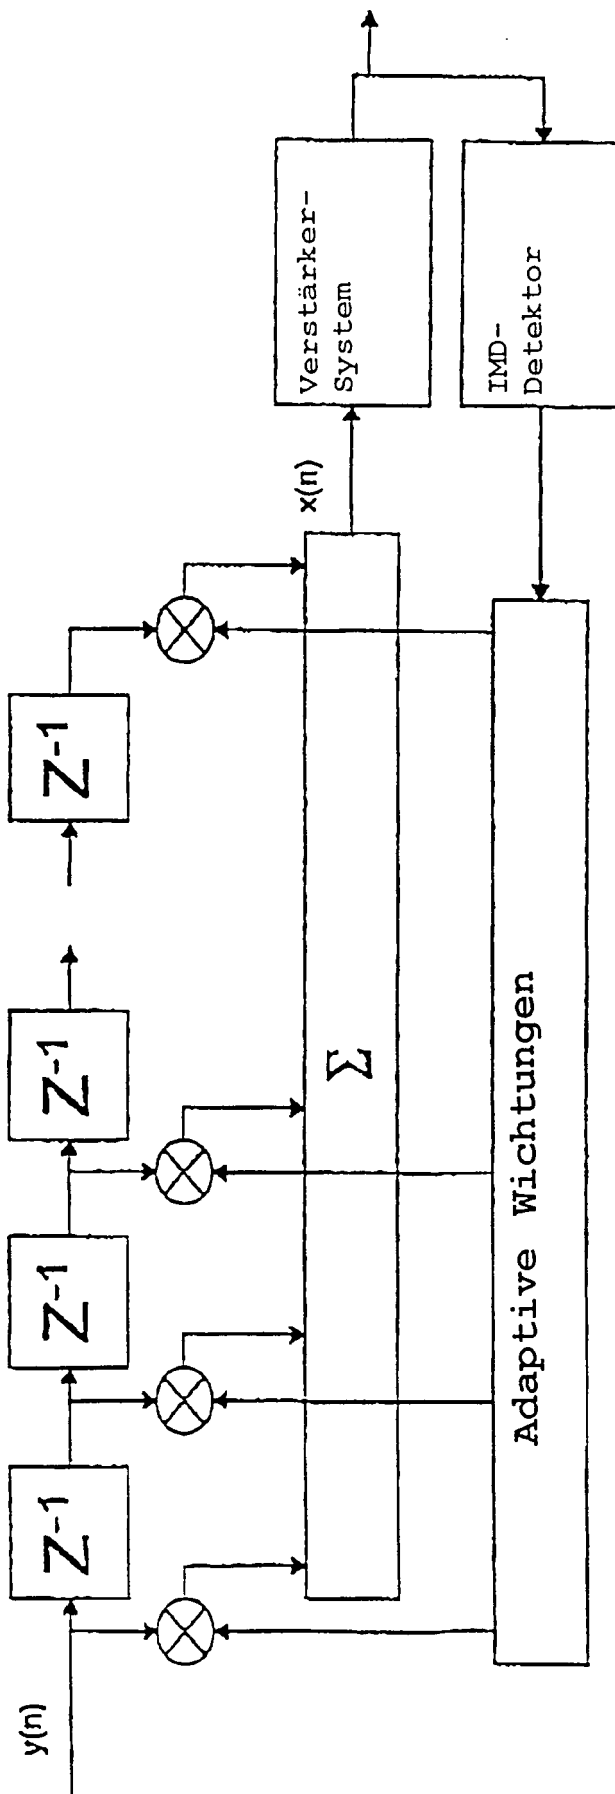 y(n)
Z-1
Z-1
Z-1
Z-1
Σ
x(n)
Verstärker-
System
IMD-
Detektor
Adaptive Wichtungen